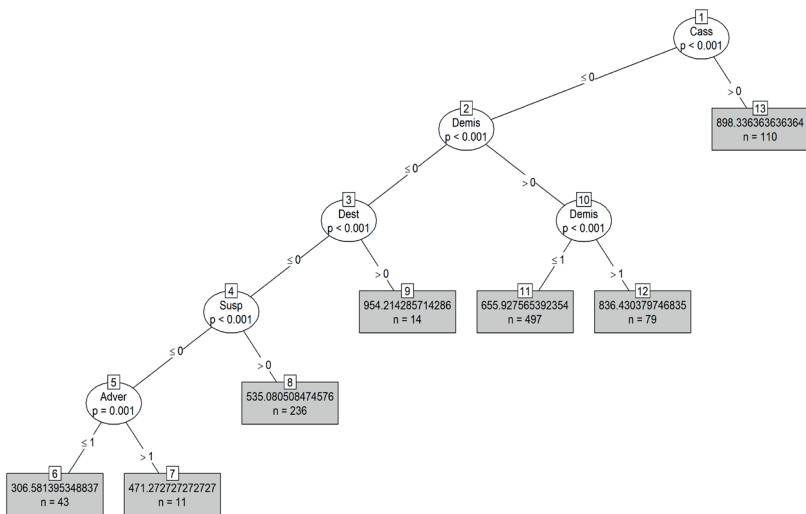 1
Cass
p < 0.001
≤ 0
> 0
2
Demis
p < 0.001
13
898.336363636364
n = 110
≤ 0
> 0
3
Dest
p < 0.001
10
Demis
p < 0.001
≤ 0
> 0
≤ 1
> 1
4
Susp
p < 0.001
9
954.214285714286
n = 14
11
655.927565392354
n = 497
12
836.430379746835
n = 79
≤ 0
> 0
5
Adver
p = 0.001
8
535.080508474576
n = 236
≤ 1
> 1
6
306.581395348837
n = 43
7
471.272727272727
n = 11